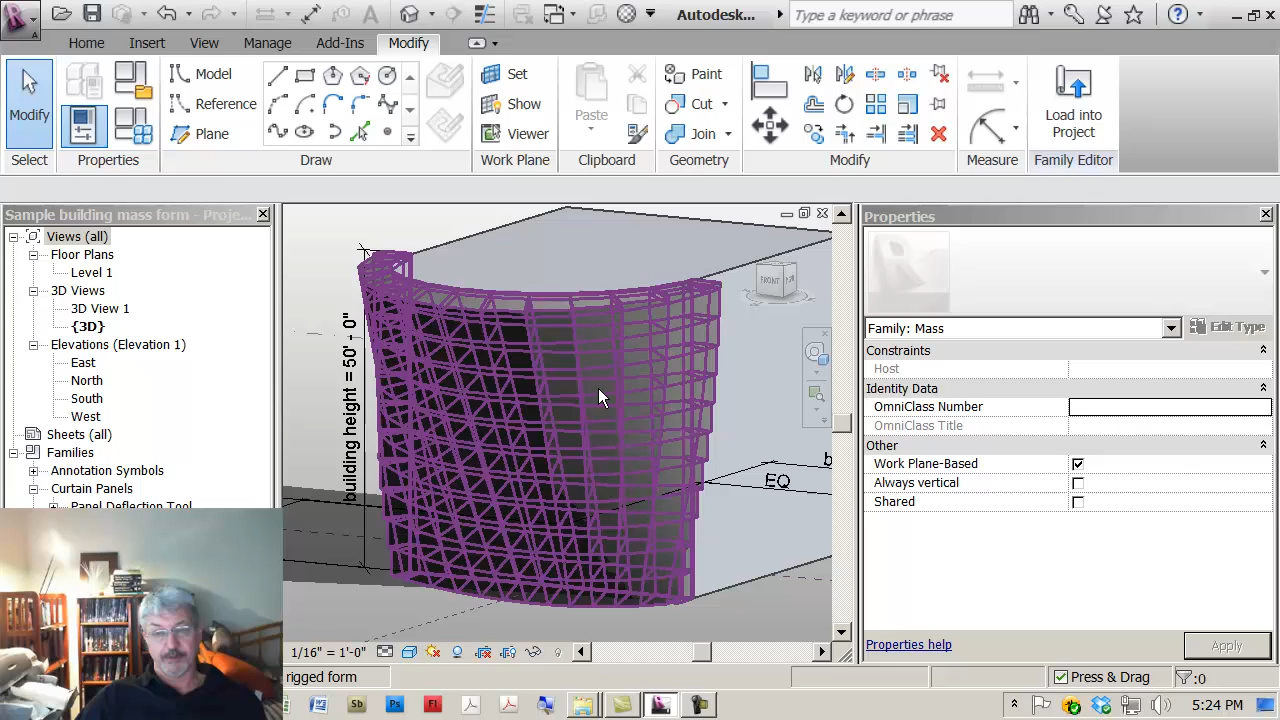 Autodesk...
Type a keyword or phrase
Home
Insert
View
Manage
Add-Ins
Modify
Modify
Model
Reference
Plane
Set
Show
Viewer
Paste
Paint
Cut
Join
Load into
Project
Select
Properties
Draw
Work Plane
Clipboard
Geometry
Modify
Measure
Family Editor
Sample building mass form - Proje...
Views (all)
Floor Plans
Level 1
3D Views
3D View 1
{3D}
Elevations (Elevation 1)
East
North
South
West
Sheets (all)
Families
Annotation Symbols
Curtain Panels
Panel Deflection Tool
building height = 50' - 0"
FRONT
EQ
b
1/16" = 1'-0"
Properties
Family: Mass
Edit Type
Constraints
Host
Identity Data
OmniClass Number
OmniClass Title
Other
Work Plane-Based
Always vertical
Shared
Properties help
Apply
rigged form
Press & Drag
:0
Sb
Ps
Fl
5:24 PM